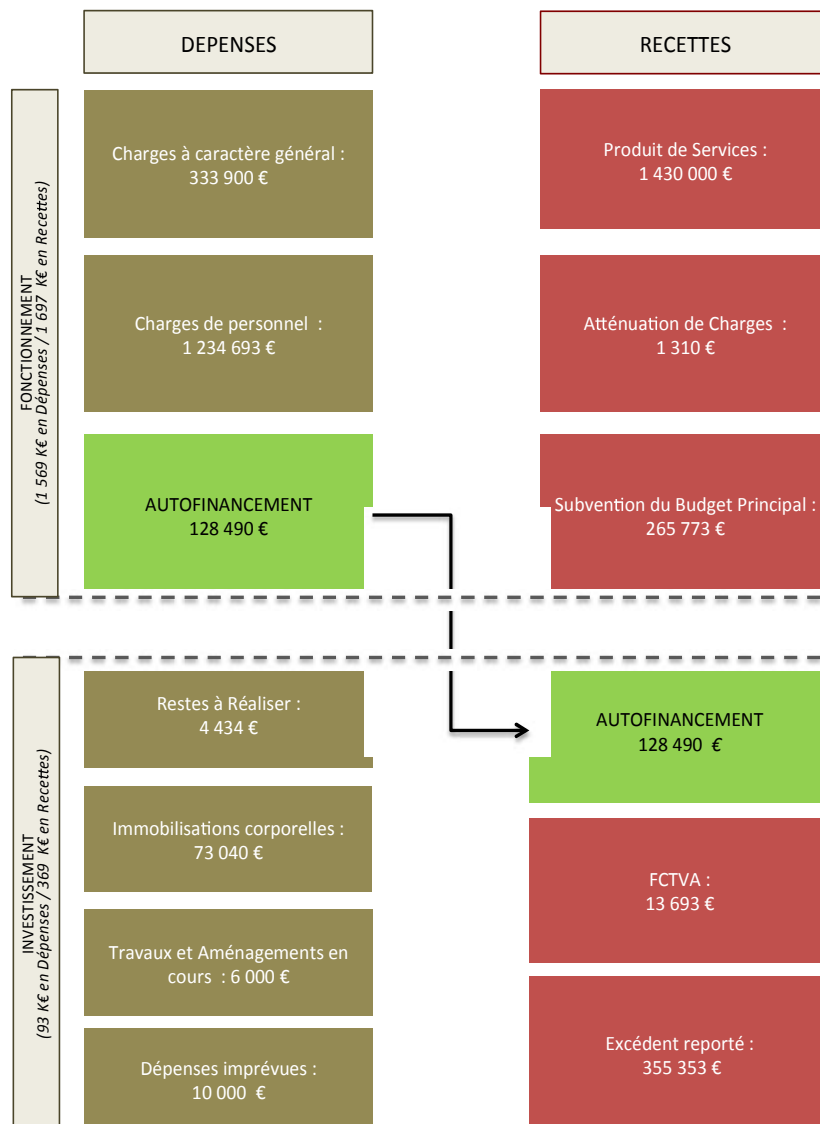 DEPENSES
RECETTES
FONCTIONNEMENT
(1 569 K€ en Dépenses / 1 697 K€ en Recettes)
Charges à caractère général :
333 900 €
Produit de Services :
1 430 000 €
Charges de personnel :
1 234 693 €
Atténuation de Charges :
1 310 €
AUTOFINANCEMENT
128 490 €
Subvention du Budget Principal :
265 773 €
INVESTISSEMENT
(93 K€ en Dépenses / 369 K€ en Recettes)
Restes à Réaliser :
4 434 €
AUTOFINANCEMENT
128 490 €
Immobilisations corporelles :
73 040 €
FCTVA :
13 693 €
Travaux et Aménagements en
cours : 6 000 €
Dépenses imprévues :
10 000 €
Excédent reporté :
355 353 €